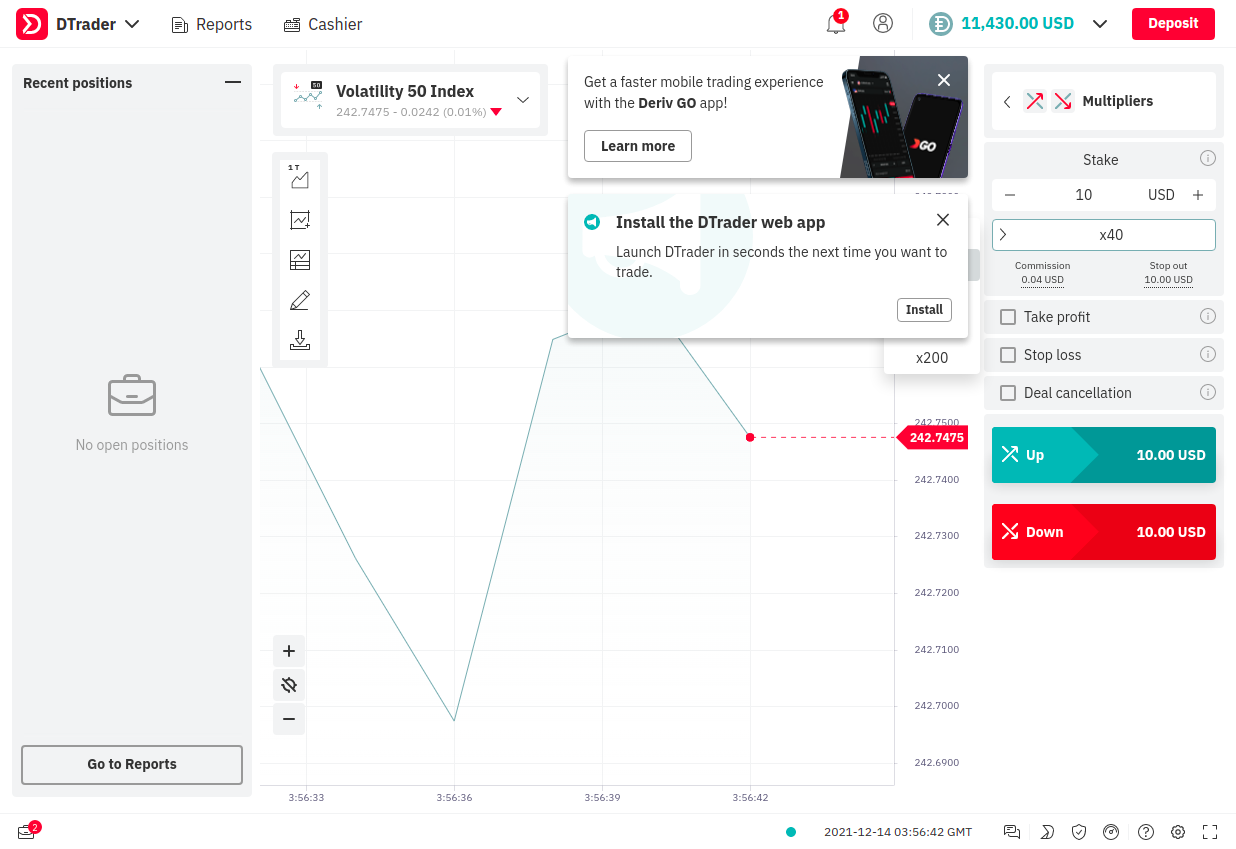 DTrader
Reports
Cashier
1
11,430.00 USD
Deposit
Recent positions
No open positions
Go to Reports
50
Volatility 50 Index
242.7475 - 0.0242 (0.01%)
1 T
Get a faster mobile trading experience
with the Deriv GO app!
Learn more
GO
Install the DTrader web app
Launch DTrader in seconds the next time you want to
trade.
Install
x200
242.7500
242.7475
242.7400
242.7300
242.7200
242.7100
242.7000
242.6900
3:56:33
3:56:36
3:56:39
3:56:42
Multipliers
Stake
10
USD
x40
Commission
0.04 USD
Stop out
10.00 USD
Take profit
Stop loss
Deal cancellation
Up
10.00 USD
Down
10.00 USD
2
2021-12-14 03:56:42 GMT